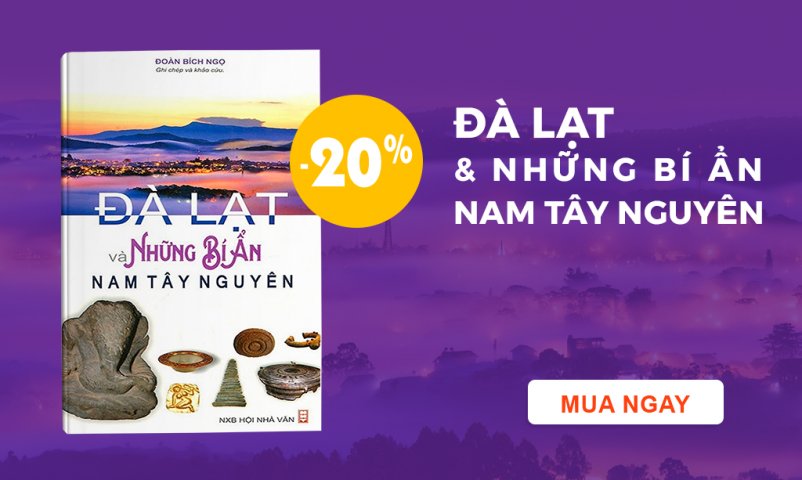 ĐOÀN BÍCH NGỌ
Ghi chép và khảo cứu.
ĐÀ LẠT
và NHỮNG BÍ ẨN
NAM TÂY NGUYÊN
NXB HỘI NHÀ VĂN
-20%
ĐÀ LẠT
& NHỮNG BÍ ẨN
NAM TÂY NGUYÊN
MUA NGAY